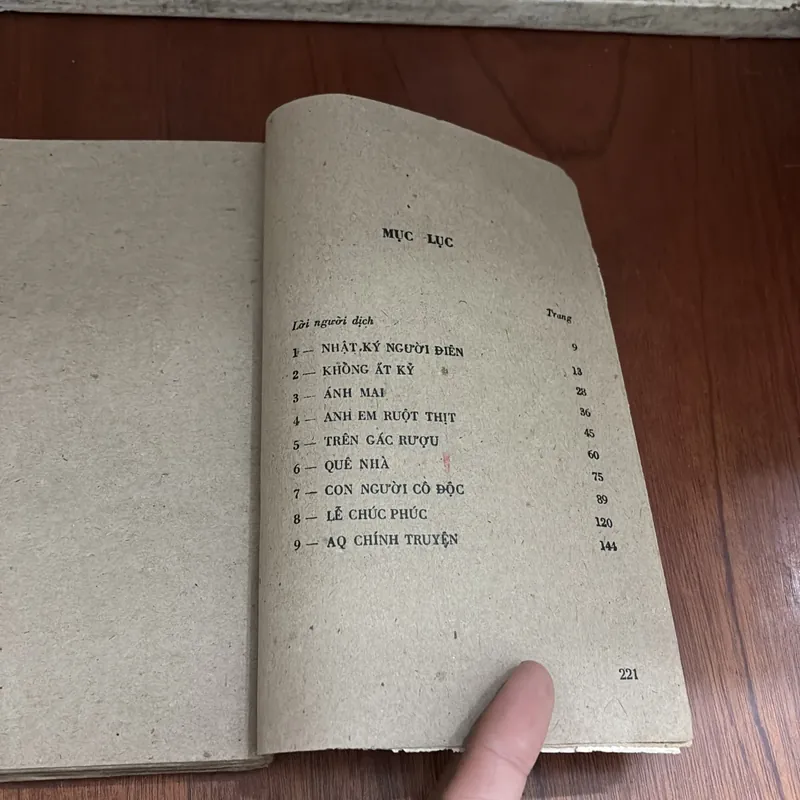 MỤC LỤC
Trang
Lời người dịch 9
1 — NHẬT KÝ NGƯỜI ĐIÊN 13
2 — KHỒNG ẤT KỶ 28
3 — ÁNH MAI 36
4 — ANH EM RUỘT THỊT 45
5 — TRÊN GÁC RƯỢU 60
6 — QUÊ NHÀ 75
7 — CON NGƯỜI CÔ ĐỘC 89
8 — LỄ CHÚC PHÚC 120
9 — AQ CHÍNH TRUYỆN 144
221